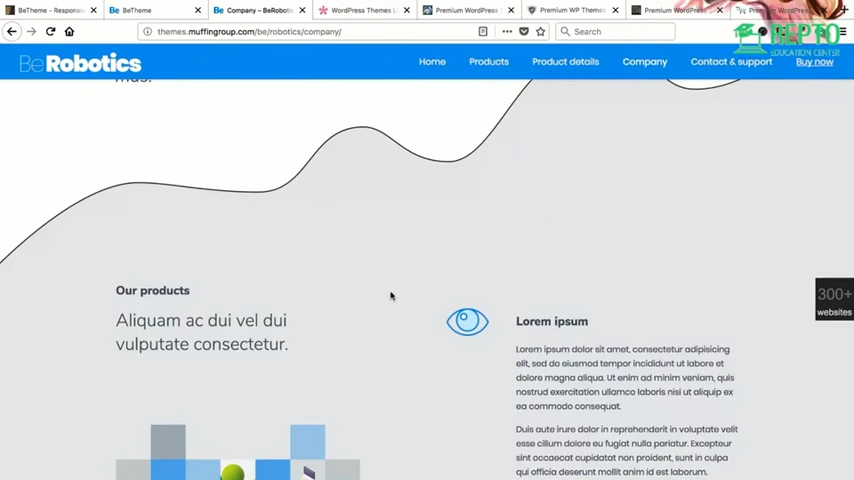 BeTheme - Responsi
BeTheme
Company – BeRobotic
WordPress Themes L
Premium WordPress T
Premium WP Themes
Premium WordPres
Premium WordPress
themes.muffingroup.com/be/robotics/company/
Search
REPTO
EDUCATION CENTER
BeRobotics
Home
Products
Product details
Company
Contact & support
Buy now
Our products
Aliquam ac dui vel dui
vulputate consectetur.
Lorem ipsum
Lorem ipsum dolor sit amet, consectetur adipisicing
elit, sed do eiusmod tempor incididunt ut labore et
dolore magna aliqua. Ut enim ad minim veniam, quis
nostrud exercitation ullamco laboris nisi ut aliquip ex
ea commodo consequat.
Duis aute irure dolor in reprehenderit in voluptate velit
esse cillum dolore eu fugiat nulla pariatur. Excepteur
sint occaecat cupidatat non proident, sunt in culpa
qui officia deserunt mollit anim id est laborum.
300+
websites